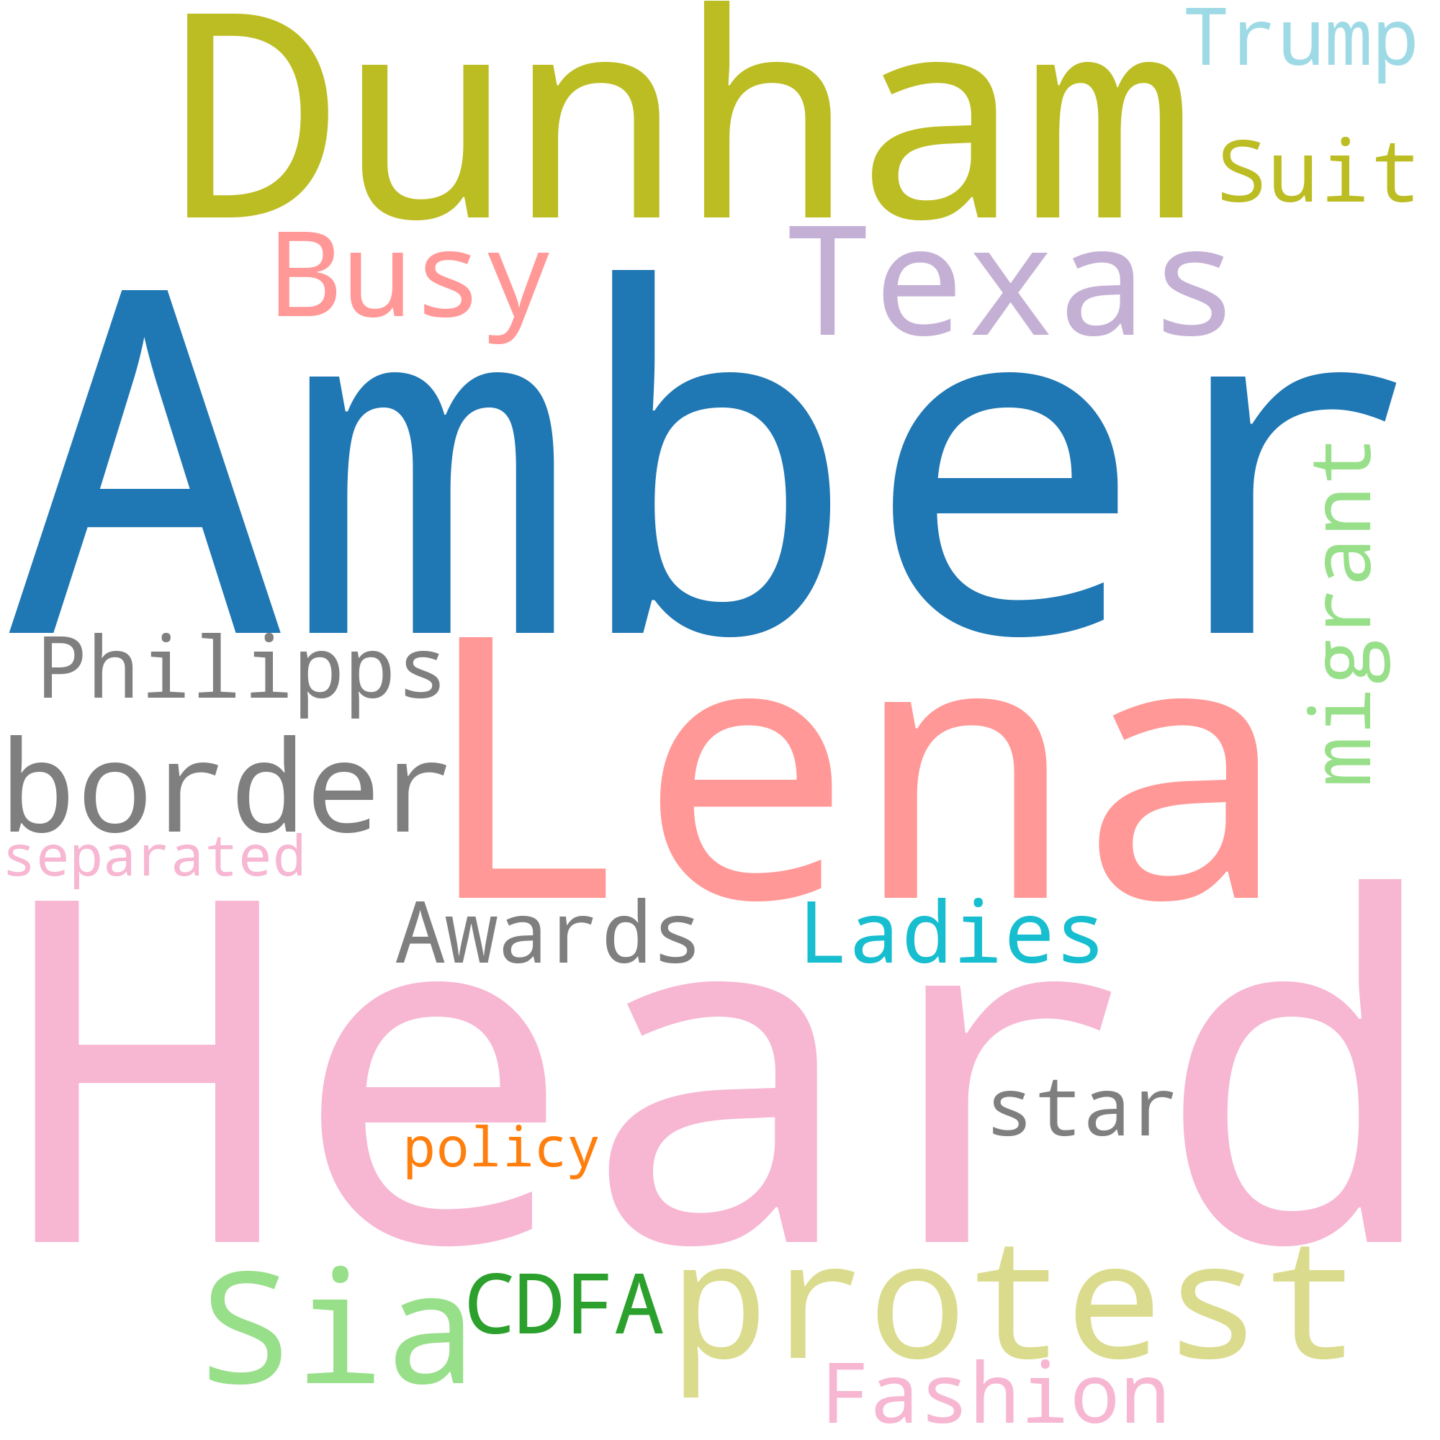 Trump
Dunham
Suit
Busy
Texas
Amber
migrant
Philipps
Lena
border
separated
Awards
Ladies
Heard
star
policy
Sia
CDFA
protest
Fashion